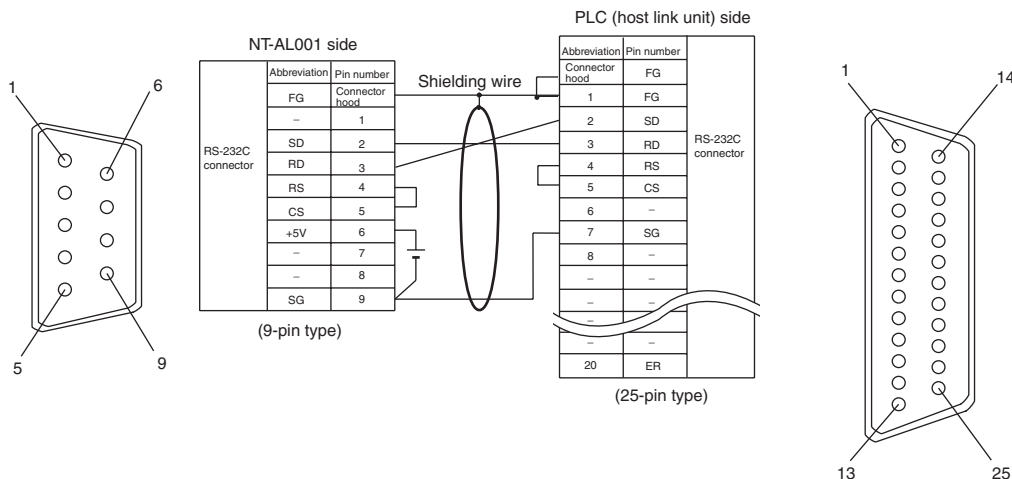 PLC (host link unit) side
NT-AL001 side
Abbreviation Pin number
Connector hood FG
1 FG
2 SD
3 RD
4 RS
5 CS
6 –
7 SG
8 –
– –
– –
– –
– –
20 ER
RS-232C connector
(25-pin type)
Abbreviation Pin number
FG Connector hood
– 1
SD 2
RD 3
RS 4
CS 5
+5V 6
– 7
– 8
SG 9
RS-232C connector
(9-pin type)
Shielding wire
1
6
5
9
1
14
13
25